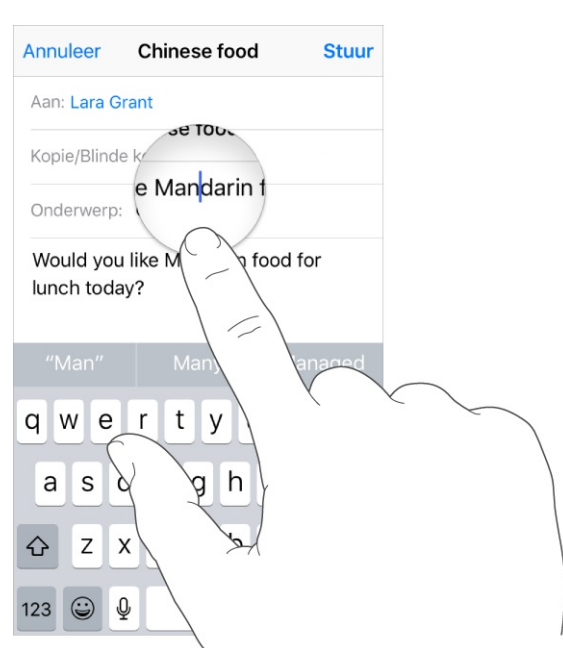 Annuleer Chinese food Stuur
Aan: Lara Grant
se food
Kopie/Blinde k
e Mandarin f
Onderwerp:
Would you like M n food for
lunch today?
"Man" Many anaged
q w e r t y
a s d g h
z x b
123